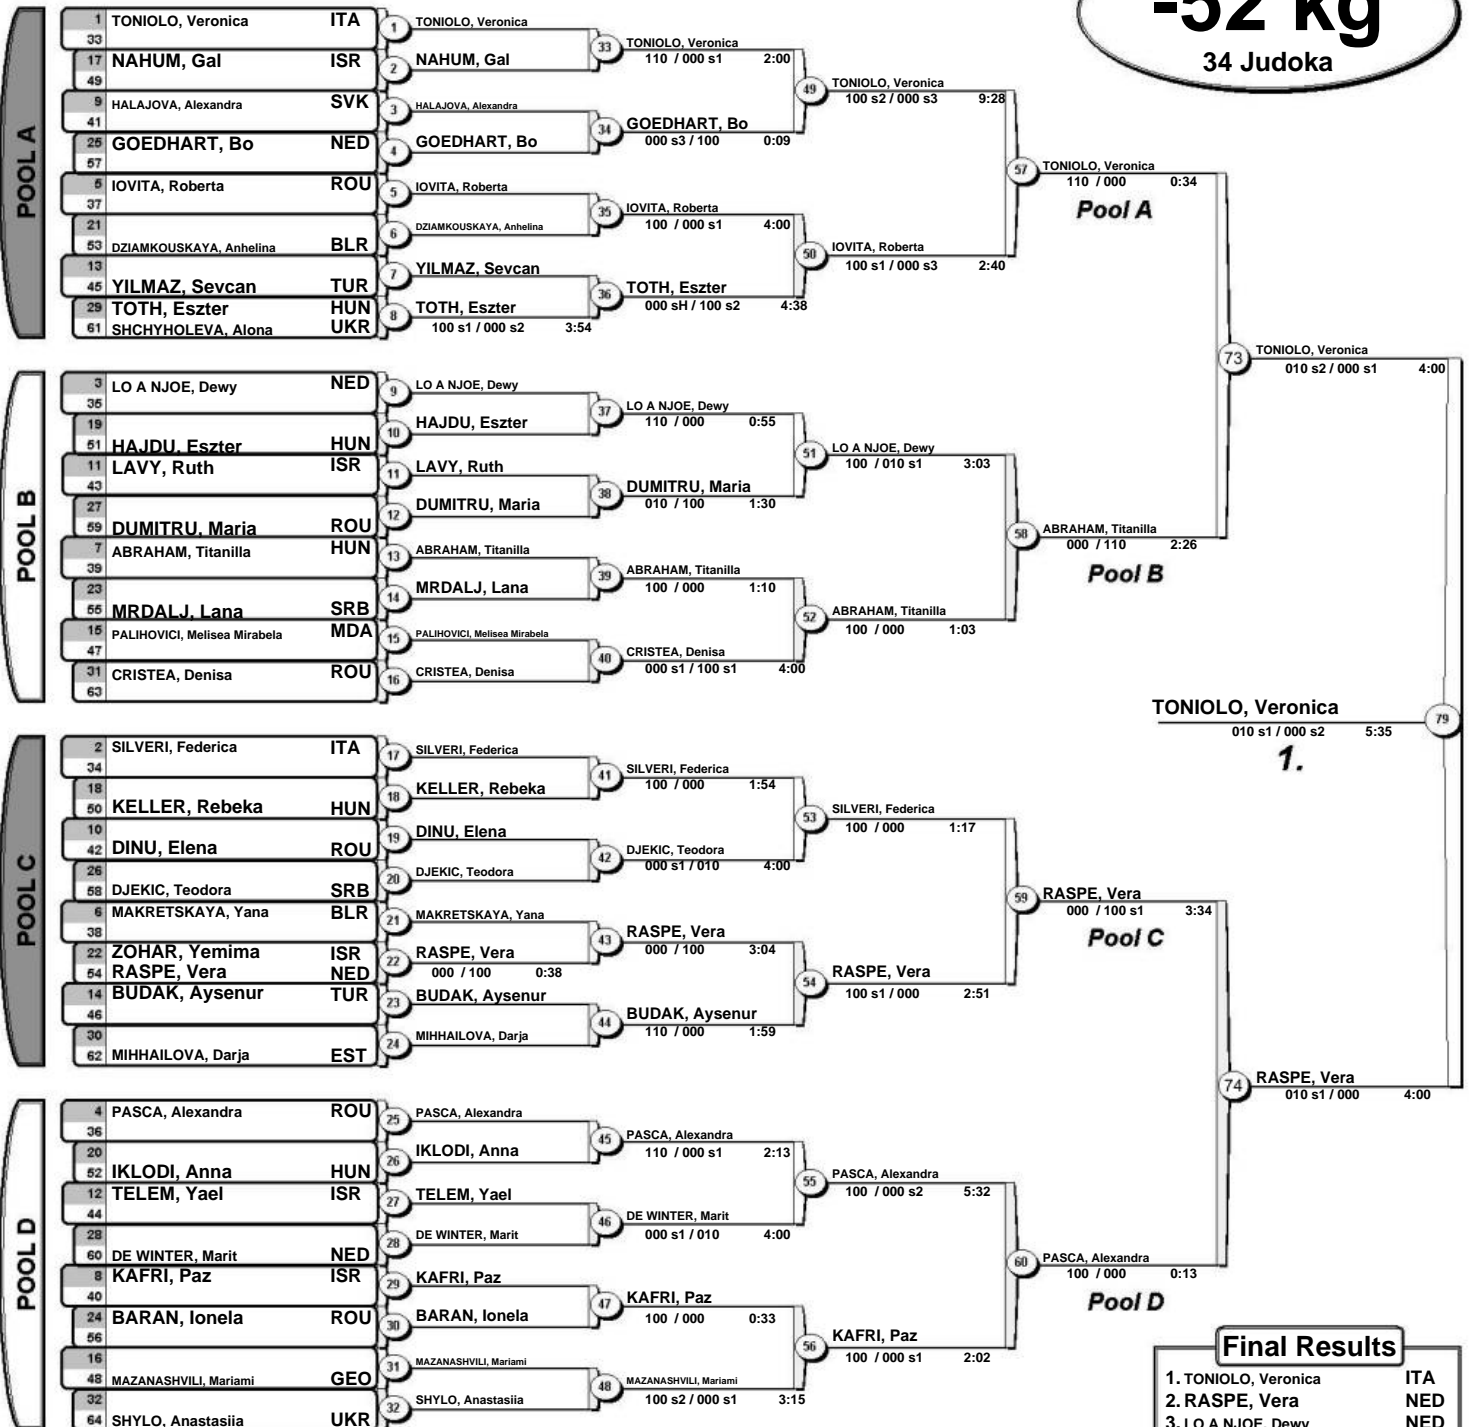 -52 kg
34 Judoka
POOL A
1 TONIOLO, Veronica ITA
33
17 NAHUM, Gal ISR
49
9 HALAJOVA, Alexandra SVK
41
25 GOEDHART, Bo NED
57
5 IOVITA, Roberta ROU
37
21
53 DZIAMKOUSKAYA, Anhelina BLR
13
45 YILMAZ, Sevcan TUR
29 TOTH, Eszter HUN
61 SHCHYHOLEVA, Alona UKR
1 TONIOLO, Veronica
2 NAHUM, Gal
3 HALAJOVA, Alexandra
4 GOEDHART, Bo
5 IOVITA, Roberta
6 DZIAMKOUSKAYA, Anhelina
7 YILMAZ, Sevcan
8 TOTH, Eszter
100 s1 / 000 s2 3:54
33 TONIOLO, Veronica
110 / 000 s1 2:00
34 GOEDHART, Bo
000 s3 / 100 0:09
35 IOVITA, Roberta
100 / 000 s1 4:00
36 TOTH, Eszter
000 sH / 100 s2 4:38
49 TONIOLO, Veronica
100 s2 / 000 s3 9:28
50 IOVITA, Roberta
100 s1 / 000 s3 2:40
57 TONIOLO, Veronica
110 / 000 0:34
Pool A
POOL B
3 LO A NJOE, Dewy NED
35
19
51 HAJDU, Eszter HUN
11 LAVY, Ruth ISR
43
27
59 DUMITRU, Maria ROU
7 ABRAHAM, Titanilla HUN
39
23
55 MRDALJ, Lana SRB
15 PALIHOVICI, Melisea Mirabela MDA
47
31 CRISTEA, Denisa ROU
63
9 LO A NJOE, Dewy
10 HAJDU, Eszter
11 LAVY, Ruth
12 DUMITRU, Maria
13 ABRAHAM, Titanilla
14 MRDALJ, Lana
15 PALIHOVICI, Melisea Mirabela
16 CRISTEA, Denisa
37 LO A NJOE, Dewy
110 / 000 0:55
38 DUMITRU, Maria
010 / 100 1:30
39 ABRAHAM, Titanilla
100 / 000 1:10
40 CRISTEA, Denisa
000 s1 / 100 s1 4:00
51 LO A NJOE, Dewy
100 / 010 s1 3:03
52 ABRAHAM, Titanilla
100 / 000 1:03
58 ABRAHAM, Titanilla
000 / 110 2:26
Pool B
73 TONIOLO, Veronica
010 s2 / 000 s1 4:00
TONIOLO, Veronica 79
010 s1 / 000 s2 5:35
1.
POOL C
2 SILVERI, Federica ITA
34
18
50 KELLER, Rebeka HUN
10
42 DINU, Elena ROU
26
58 DJEKIC, Teodora SRB
6 MAKRETSKAYA, Yana BLR
38
22 ZOHAR, Yemima ISR
54 RASPE, Vera NED
14 BUDAK, Aysenur TUR
46
30
62 MIHHAILOVA, Darja EST
17 SILVERI, Federica
18 KELLER, Rebeka
19 DINU, Elena
20 DJEKIC, Teodora
21 MAKRETSKAYA, Yana
22 RASPE, Vera
000 / 100 0:38
23 BUDAK, Aysenur
24 MIHHAILOVA, Darja
41 SILVERI, Federica
100 / 000 1:54
42 DJEKIC, Teodora
000 s1 / 010 4:00
43 RASPE, Vera
000 / 100 3:04
44 BUDAK, Aysenur
110 / 000 1:59
53 SILVERI, Federica
100 / 000 1:17
54 RASPE, Vera
100 s1 / 000 2:51
59 RASPE, Vera
000 / 100 s1 3:34
Pool C
POOL D
4 PASCA, Alexandra ROU
36
20
52 IKLODI, Anna HUN
12 TELEM, Yael ISR
44
28
60 DE WINTER, Marit NED
8 KAFRI, Paz ISR
40
24 BARAN, Ionela ROU
56
16
48 MAZANASHVILI, Mariami GEO
32
64 SHYLO, Anastasiia UKR
25 PASCA, Alexandra
26 IKLODI, Anna
27 TELEM, Yael
28 DE WINTER, Marit
29 KAFRI, Paz
30 BARAN, Ionela
31 MAZANASHVILI, Mariami
32 SHYLO, Anastasiia
45 PASCA, Alexandra
110 / 000 s1 2:13
46 DE WINTER, Marit
000 s1 / 010 4:00
47 KAFRI, Paz
100 / 000 0:33
48 MAZANASHVILI, Mariami
100 s2 / 000 s1 3:15
55 PASCA, Alexandra
100 / 000 s2 5:32
56 KAFRI, Paz
100 / 000 s1 2:02
60 PASCA, Alexandra
100 / 000 0:13
Pool D
74 RASPE, Vera
010 s1 / 000 4:00
Final Results
1. TONIOLO, Veronica ITA
2. RASPE, Vera NED
3. LO A NJOE, Dewy NED